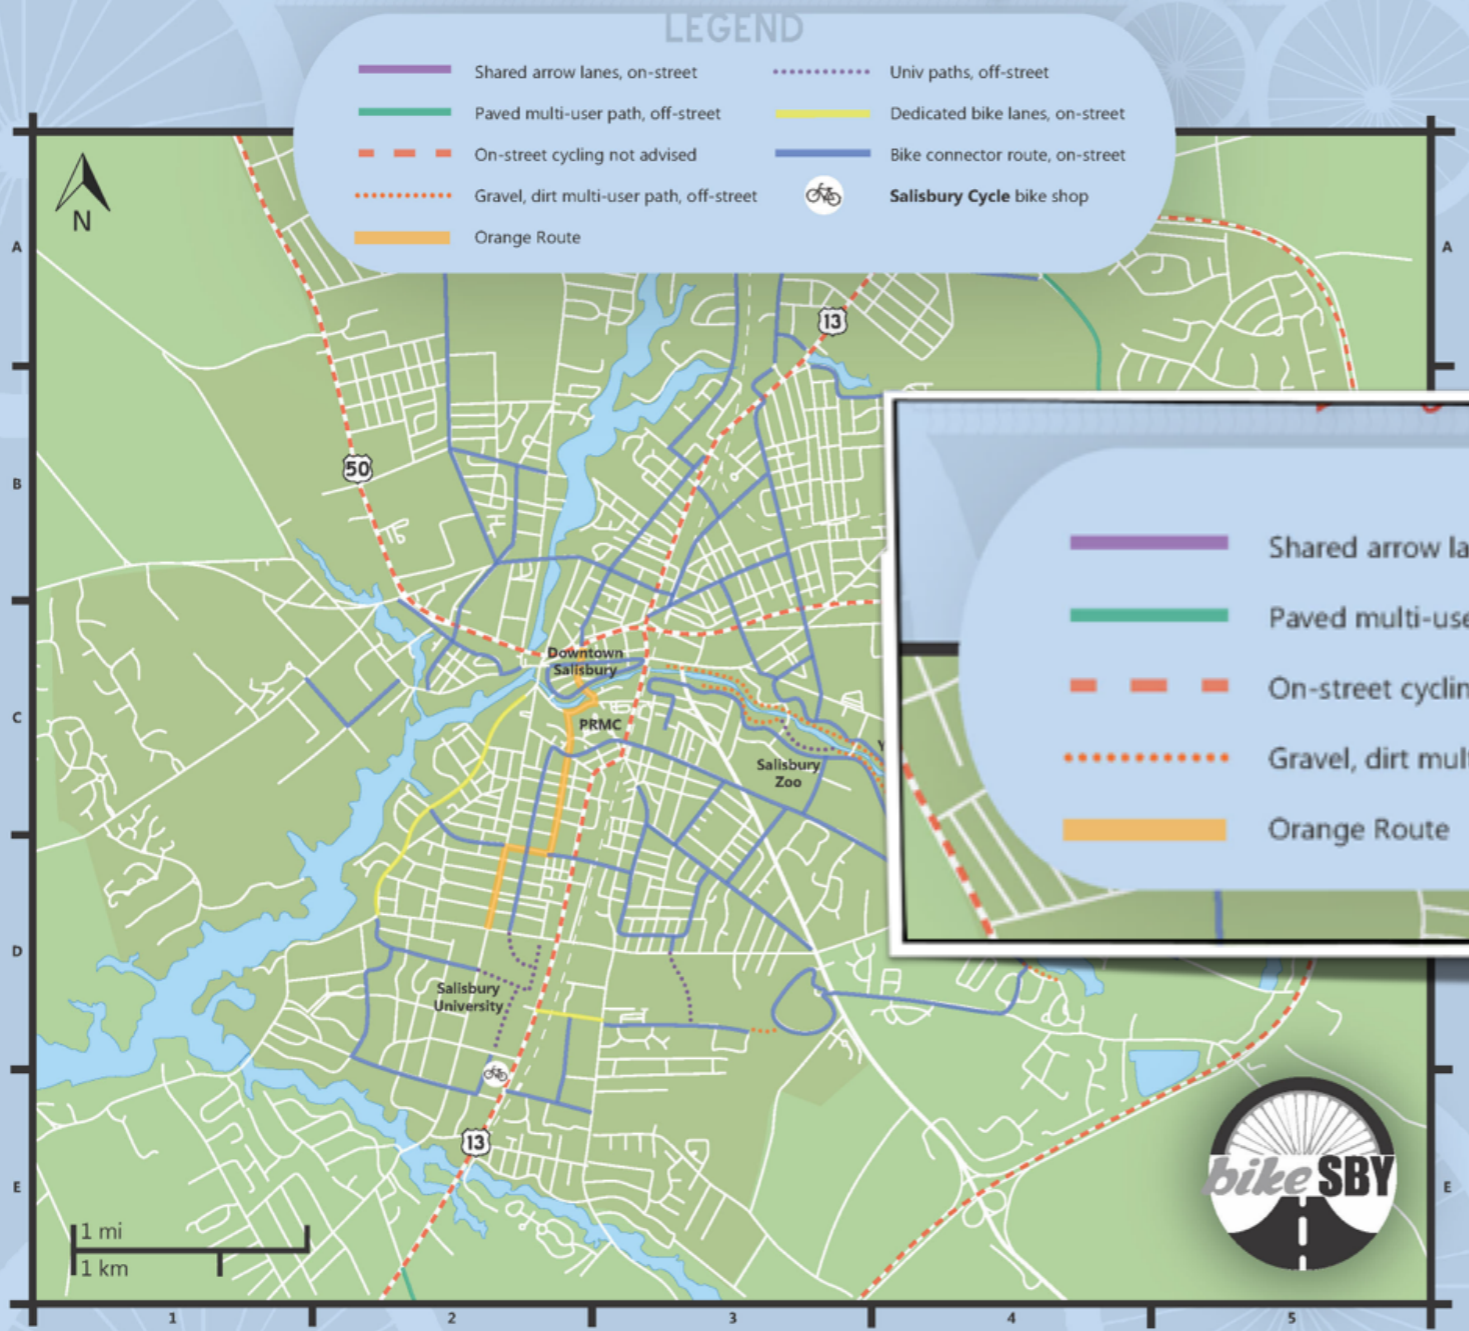 LEGEND
Shared arrow lanes, on-street
Univ paths, off-street
Paved multi-user path, off-street
Dedicated bike lanes, on-street
On-street cycling not advised
Bike connector route, on-street
Gravel, dirt multi-user path, off-street
Salisbury Cycle bike shop
Orange Route
N
A
A
13
50
B
Shared arrow la
Paved multi-use
On-street cyclin
Gravel, dirt mul
Orange Route
Downtown
Salisbury
C
PRMC
Salisbury
Zoo
D
Salisbury
University
13
E
E
bikeSBY
1 mi
1 km
1
2
3
4
5